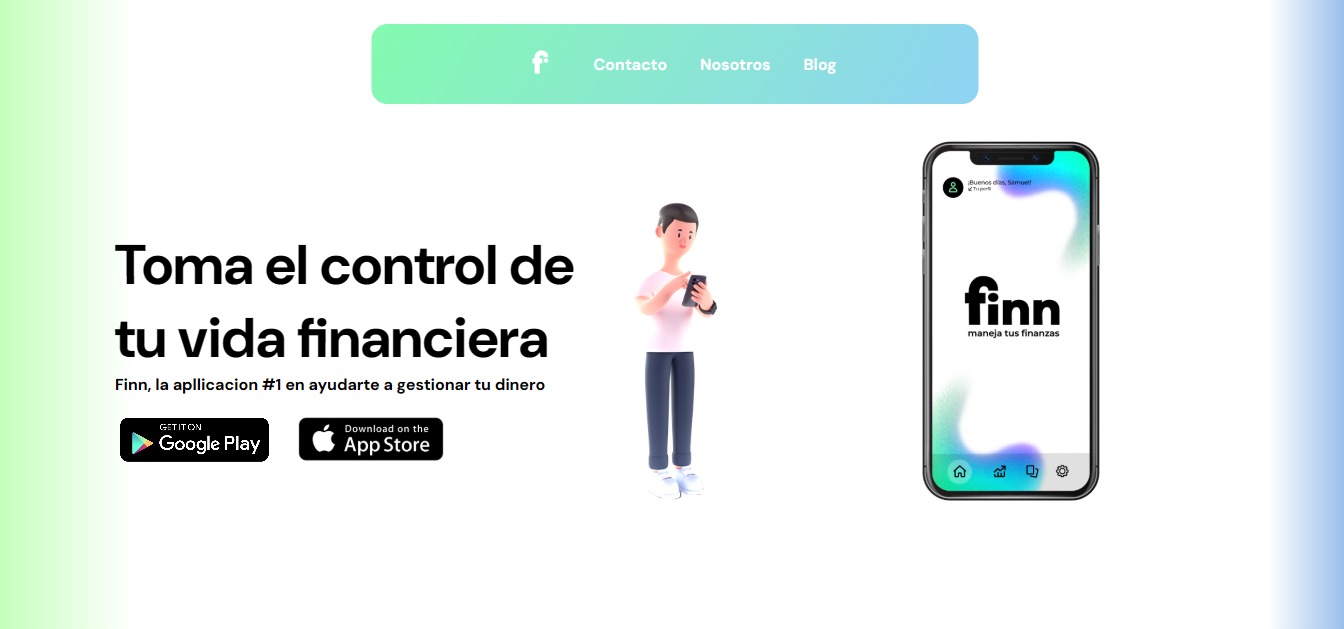 f
Contacto
Nosotros
Blog
¡Buenos días, Samuel!
Tu perfil
Toma el control de
tu vida financiera
Finn, la apllicacion #1 en ayudarte a gestionar tu dinero
GET IT ON
Google Play
Download on the
App Store
finn
maneja tus finanzas